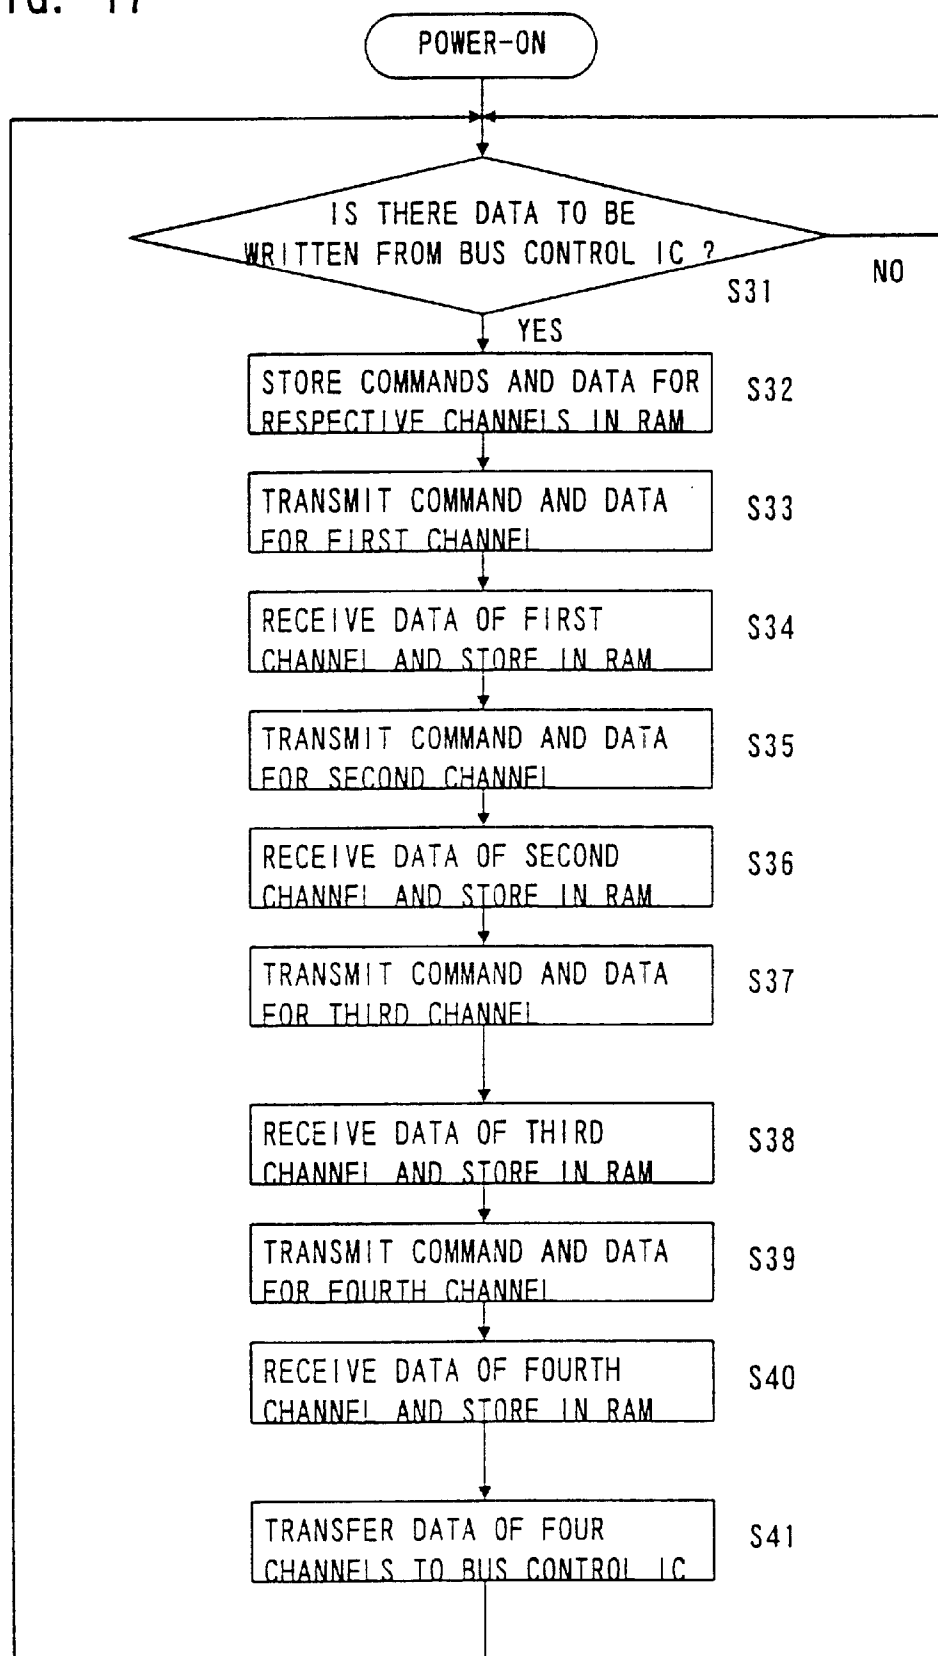 IG. 17
POWER-ON
IS THERE DATA TO BE
WRITTEN FROM BUS CONTROL IC ?
S31
NO
YES
STORE COMMANDS AND DATA FOR
RESPECTIVE CHANNELS IN RAM
S32
TRANSMIT COMMAND AND DATA
FOR FIRST CHANNEL
S33
RECEIVE DATA OF FIRST
CHANNEL AND STORE IN RAM
S34
TRANSMIT COMMAND AND DATA
FOR SECOND CHANNEL
S35
RECEIVE DATA OF SECOND
CHANNEL AND STORE IN RAM
S36
TRANSMIT COMMAND AND DATA
FOR THIRD CHANNEL
S37
RECEIVE DATA OF THIRD
CHANNEL AND STORE IN RAM
S38
TRANSMIT COMMAND AND DATA
FOR FOURTH CHANNEL
S39
RECEIVE DATA OF FOURTH
CHANNEL AND STORE IN RAM
S40
TRANSFER DATA OF FOUR
CHANNELS TO BUS CONTROL IC
S41